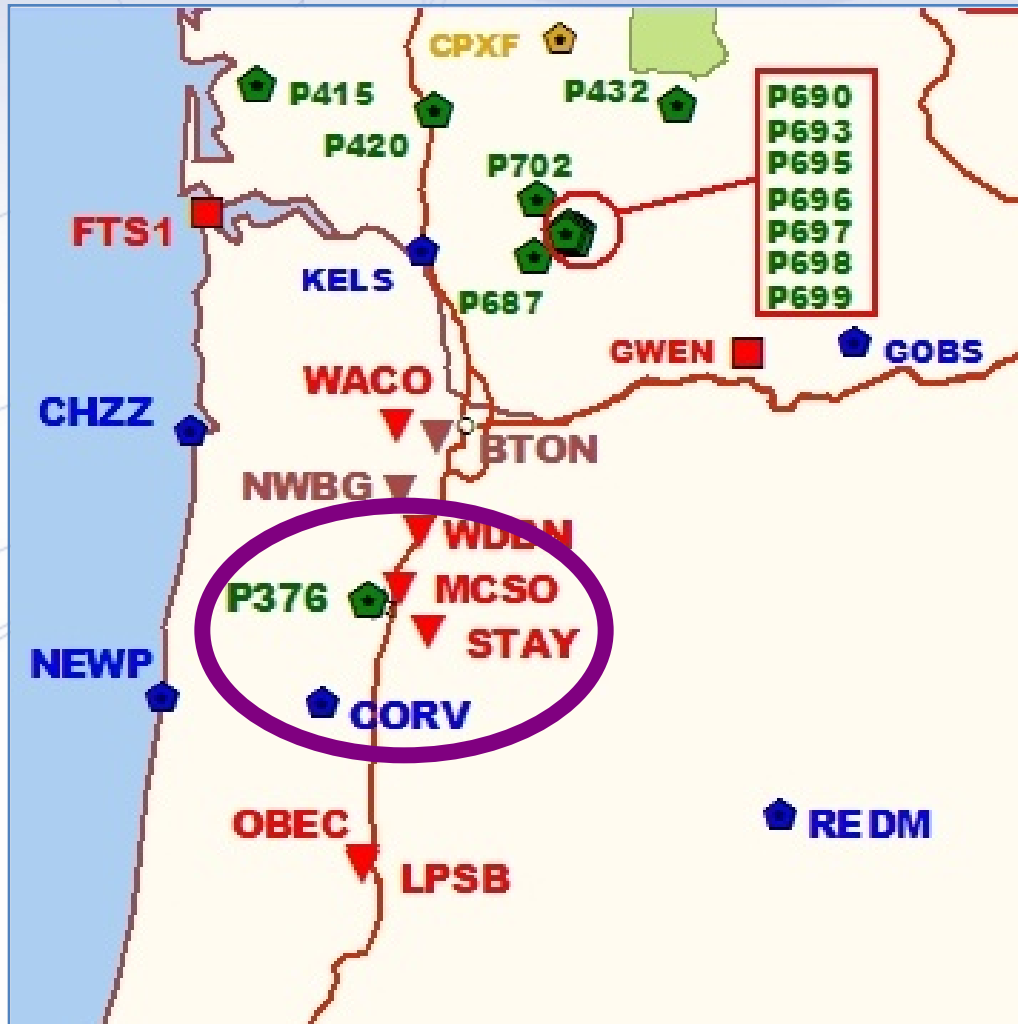 CPXF
P415
P432
P420
P690
P693
P695
P696
P697
P698
P699
P702
FTS1
KELS
P687
GWEN
GOBS
WACO
CHZZ
BTON
NWBG
WDBN
P376
MCSO
STAY
NEWP
CORV
OBEC
REDM
LPSB